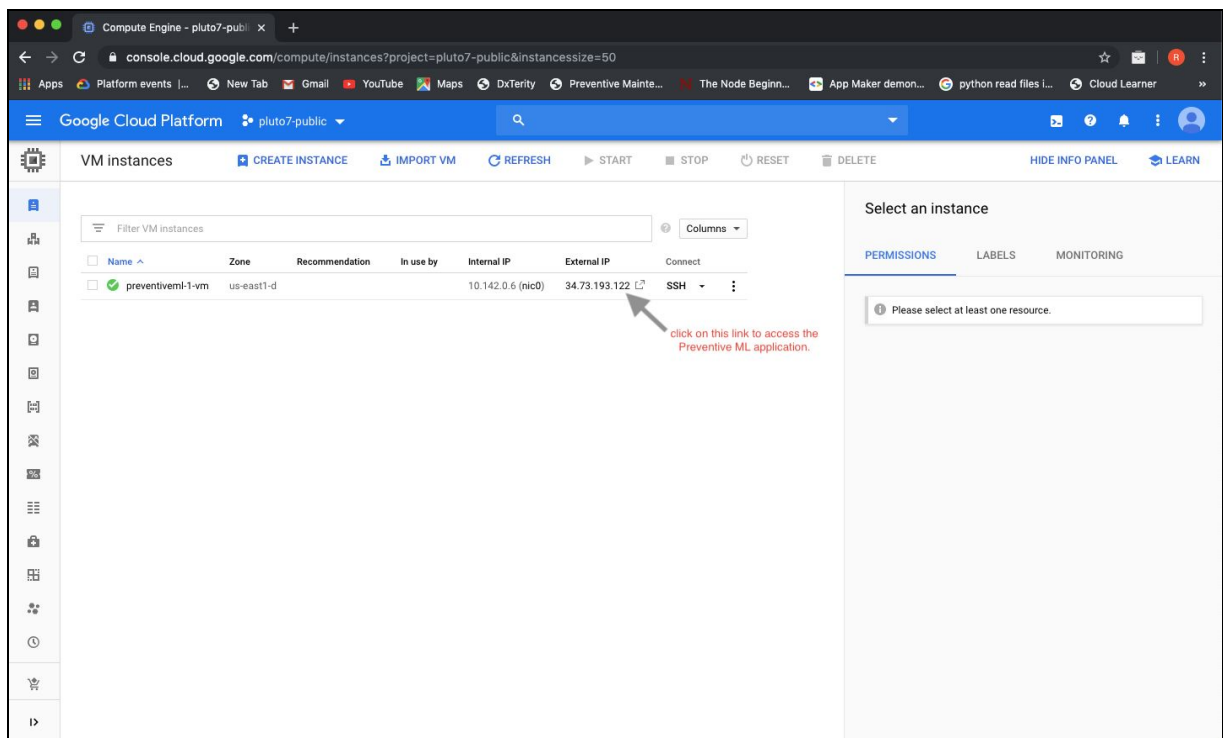 Compute Engine - pluto7-publi
console.cloud.google.com/compute/instances?project=pluto7-public&instancessize=50
R
Apps Platform events |... New Tab Gmail YouTube Maps DxTerity Preventive Mainte... The Node Beginn... App Maker demon... python read files i... Cloud Learner »
Google Cloud Platform pluto7-public
VM instances CREATE INSTANCE IMPORT VM REFRESH START STOP RESET DELETE HIDE INFO PANEL LEARN
Select an instance
Filter VM instances Columns
PERMISSIONS LABELS MONITORING
Name Zone Recommendation In use by Internal IP External IP Connect
preventiveml-1-vm us-east1-d 10.142.0.6 (nic0) 34.73.193.122 SSH
Please select at least one resource.
click on this link to access the
Preventive ML application.